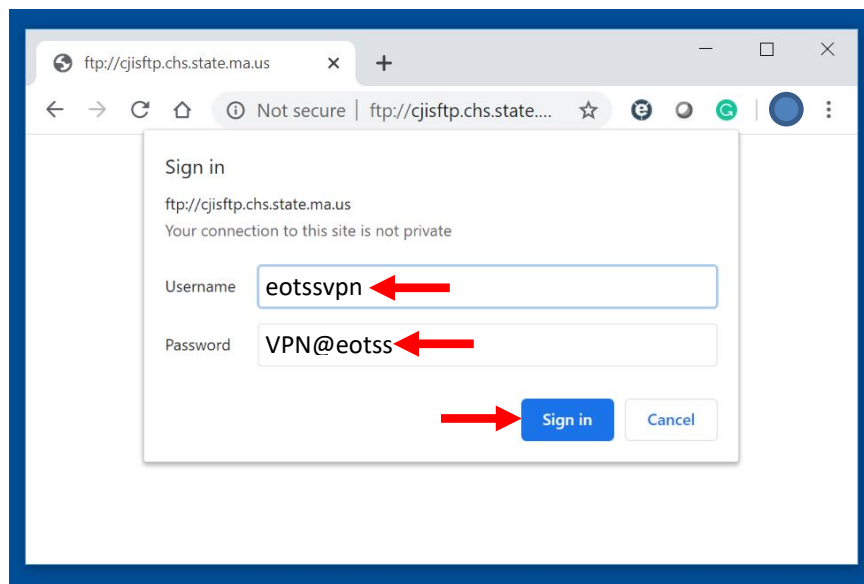 ftp://cjisftp.chs.state.ma.us
Not secure | ftp://cjisftp.chs.state....
Sign in
ftp://cjisftp.chs.state.ma.us
Your connection to this site is not private
Username eotssvpn
Password VPN@eotss
Sign in Cancel